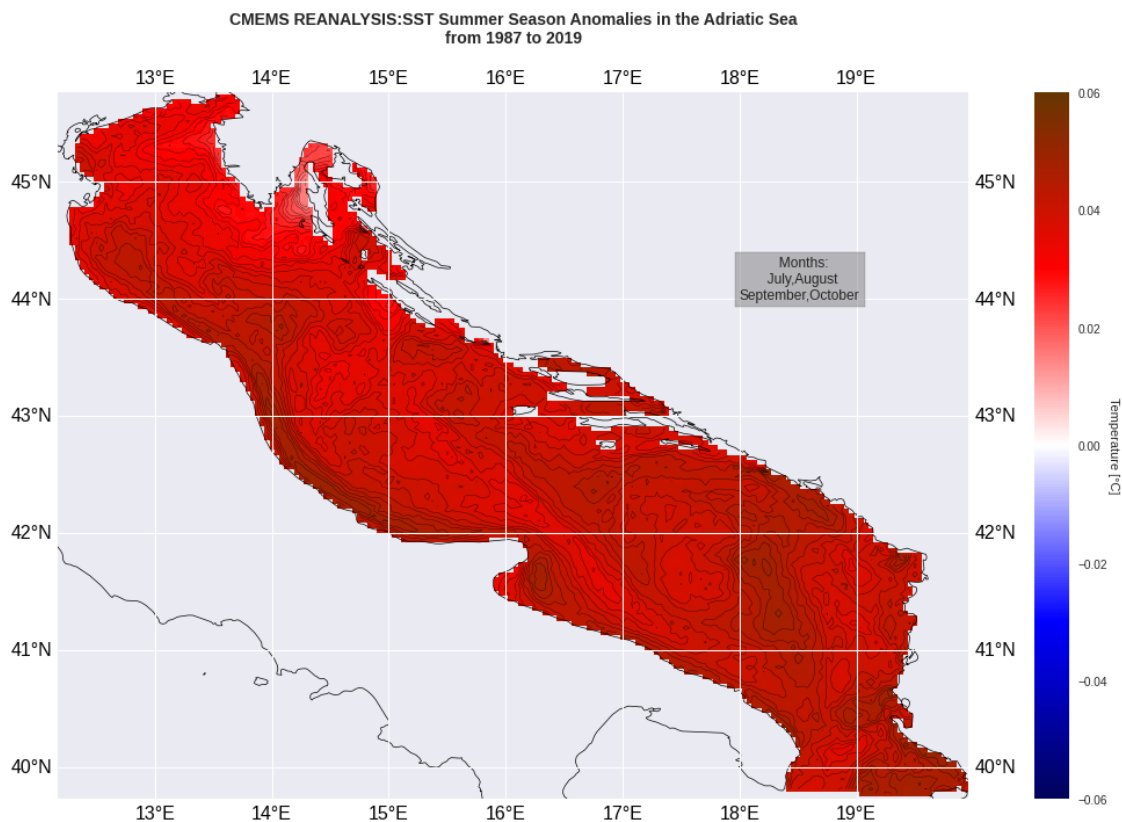 CMEMS REANALYSIS:SST Summer Season Anomalies in the Adriatic Sea
from 1987 to 2019
13°E 14°E 15°E 16°E 17°E 18°E 19°E
0.06
45°N 45°N
0.04
Months:
July,August
September,October
44°N 44°N
0.02
43°N 43°N
0.00
Temperature [°C]
42°N 42°N
−0.02
41°N 41°N
−0.04
40°N 40°N
−0.06
13°E 14°E 15°E 16°E 17°E 18°E 19°E